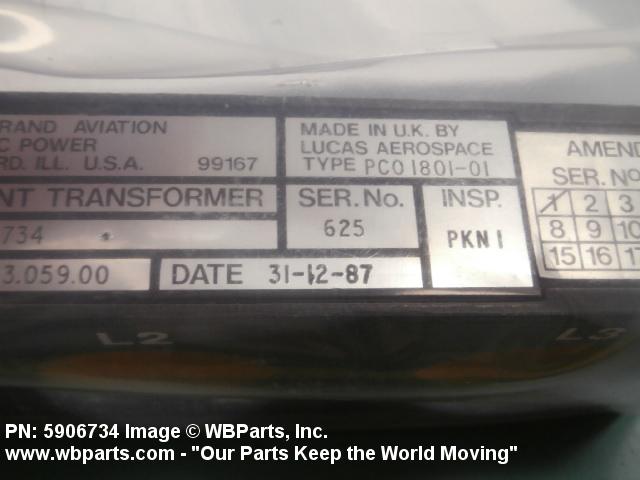 RAND AVIATION
C POWER
RD. ILL. U.S.A. 99167
NT TRANSFORMER
734
3.059.00
MADE IN U.K. BY
LUCAS AEROSPACE
TYPE PCO1801-01
SER.No.
625
INSP.
PKN1
DATE 31-12-87
AMEND
SER. No
1 2 3
8 9 10
15 16 17
L2
L3
PN: 5906734 Image © WBParts, Inc.
www.wbparts.com - "Our Parts Keep the World Moving"